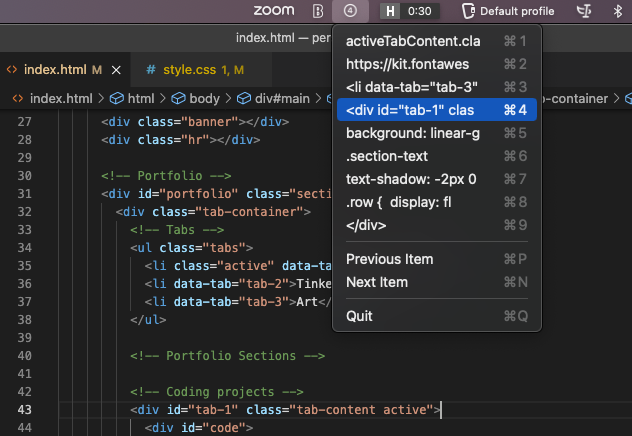 zoom 4 H 0:30 Default profile
index.html — per
index.html M style.css 1, M
index.html > html > body > div#main > b-container >
activeTabContent.cla ⌘1
https://kit.fontawes ⌘2
<li data-tab="tab-3" ⌘3
<div id="tab-1" clas ⌘4
background: linear-g ⌘5
.section-text ⌘6
text-shadow: -2px 0 ⌘7
.row { display: fl ⌘8
</div> ⌘9
Previous Item ⌘P
Next Item ⌘N
Quit ⌘Q
27 <div class="banner"></div>
28 <div class="hr"></div>
29
30 <!-- Portfolio -->
31 <div id="portfolio" class="sect
32 <div class="tab-container">
33 <!-- Tabs -->
34 <ul class="tabs">
35 <li class="active" data-ta
36 <li data-tab="tab-2">Tinke
37 <li data-tab="tab-3">Art</
38 </ul>
39
40 <!-- Portfolio Sections -->
41
42 <!-- Coding projects -->
43 <div id="tab-1" class="tab-content active">
44 <div id="code">